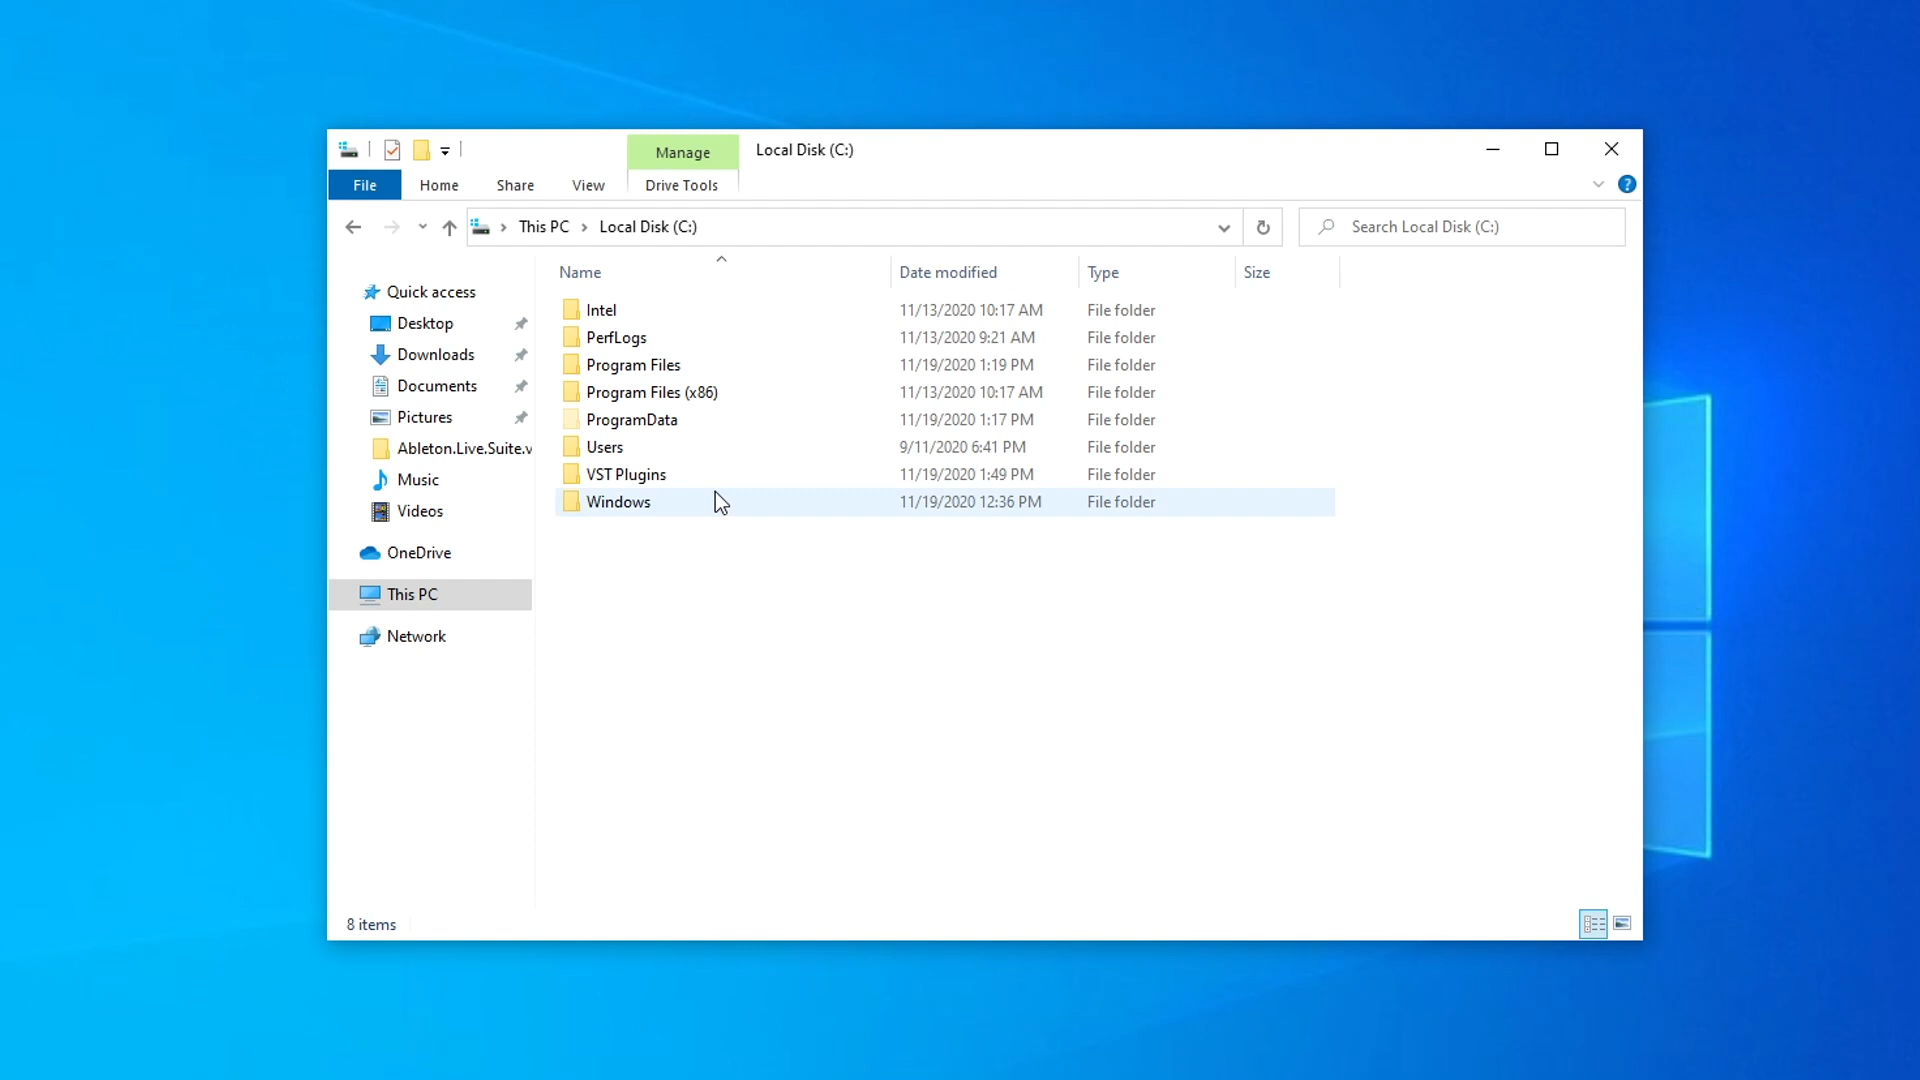 Manage Local Disk (C:)
File Home Share View Drive Tools
This PC Local Disk (C:) Search Local Disk (C:)
Name Date modified Type Size
Quick access
Desktop
Downloads
Documents
Pictures
Ableton.Live.Suite.v
Music
Videos
OneDrive
This PC
Network
Intel 11/13/2020 10:17 AM File folder
PerfLogs 11/13/2020 9:21 AM File folder
Program Files 11/19/2020 1:19 PM File folder
Program Files (x86) 11/13/2020 10:17 AM File folder
ProgramData 11/19/2020 1:17 PM File folder
Users 9/11/2020 6:41 PM File folder
VST Plugins 11/19/2020 1:49 PM File folder
Windows 11/19/2020 12:36 PM File folder
8 items